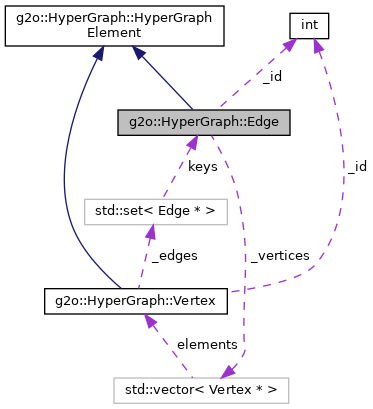 g2o::HyperGraph::HyperGraph
Element
int
_id
g2o::HyperGraph::Edge
keys
_id
std::set< Edge * >
_edges
_vertices
g2o::HyperGraph::Vertex
elements
std::vector< Vertex * >